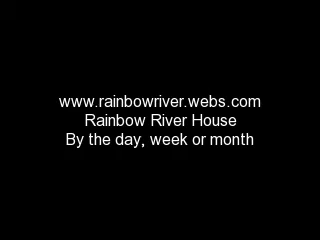 www.rainbowriver.webs.com
Rainbow River House
By the day, week or month